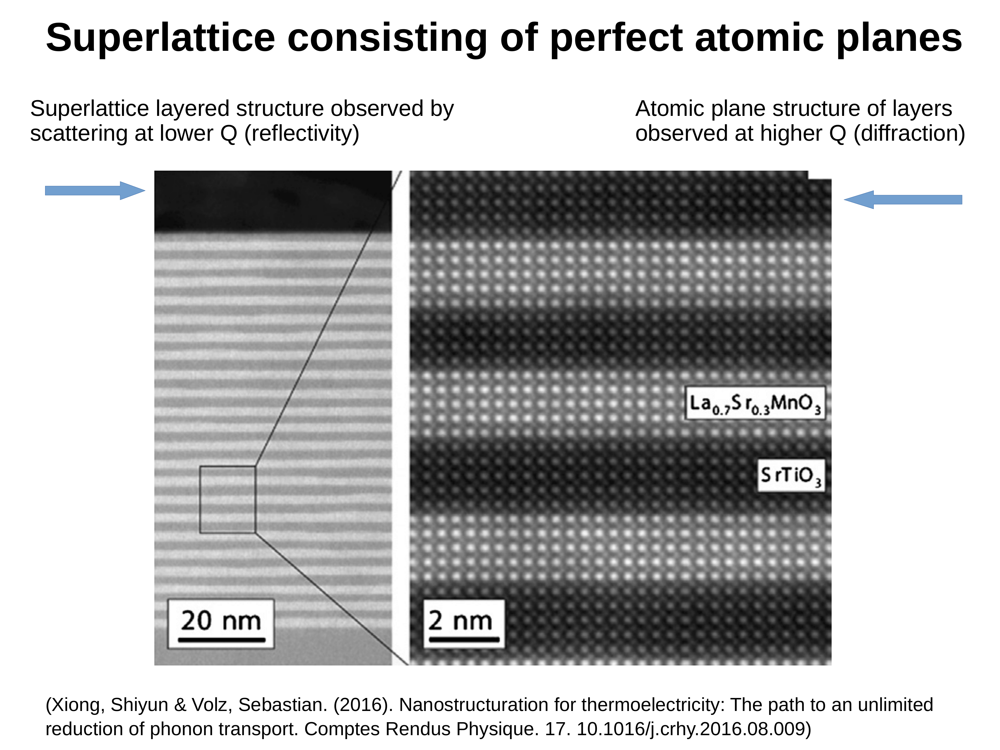 Superlattice consisting of perfect atomic planes
Superlattice layered structure observed by
scattering at lower Q (reflectivity)
Atomic plane structure of layers
observed at higher Q (diffraction)
La0.7Sr0.3MnO3
SrTiO3
20 nm
2 nm
(Xiong, Shiyun & Volz, Sebastian. (2016). Nanostructuration for thermoelectricity: The path to an unlimited
reduction of phonon transport. Comptes Rendus Physique. 17. 10.1016/j.crhy.2016.08.009)